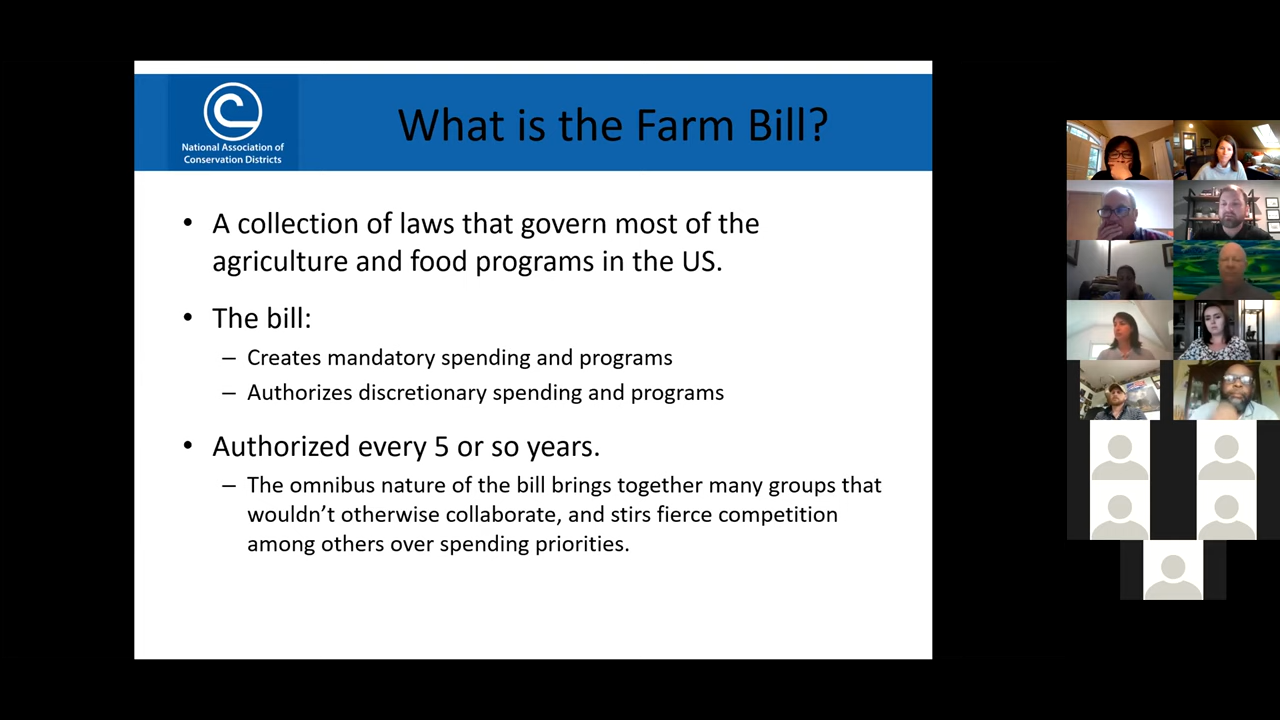 National Association of
Conservation Districts
What is the Farm Bill?
• A collection of laws that govern most of the
agriculture and food programs in the US.
• The bill:
– Creates mandatory spending and programs
– Authorizes discretionary spending and programs
• Authorized every 5 or so years.
– The omnibus nature of the bill brings together many groups that
wouldn’t otherwise collaborate, and stirs fierce competition
among others over spending priorities.